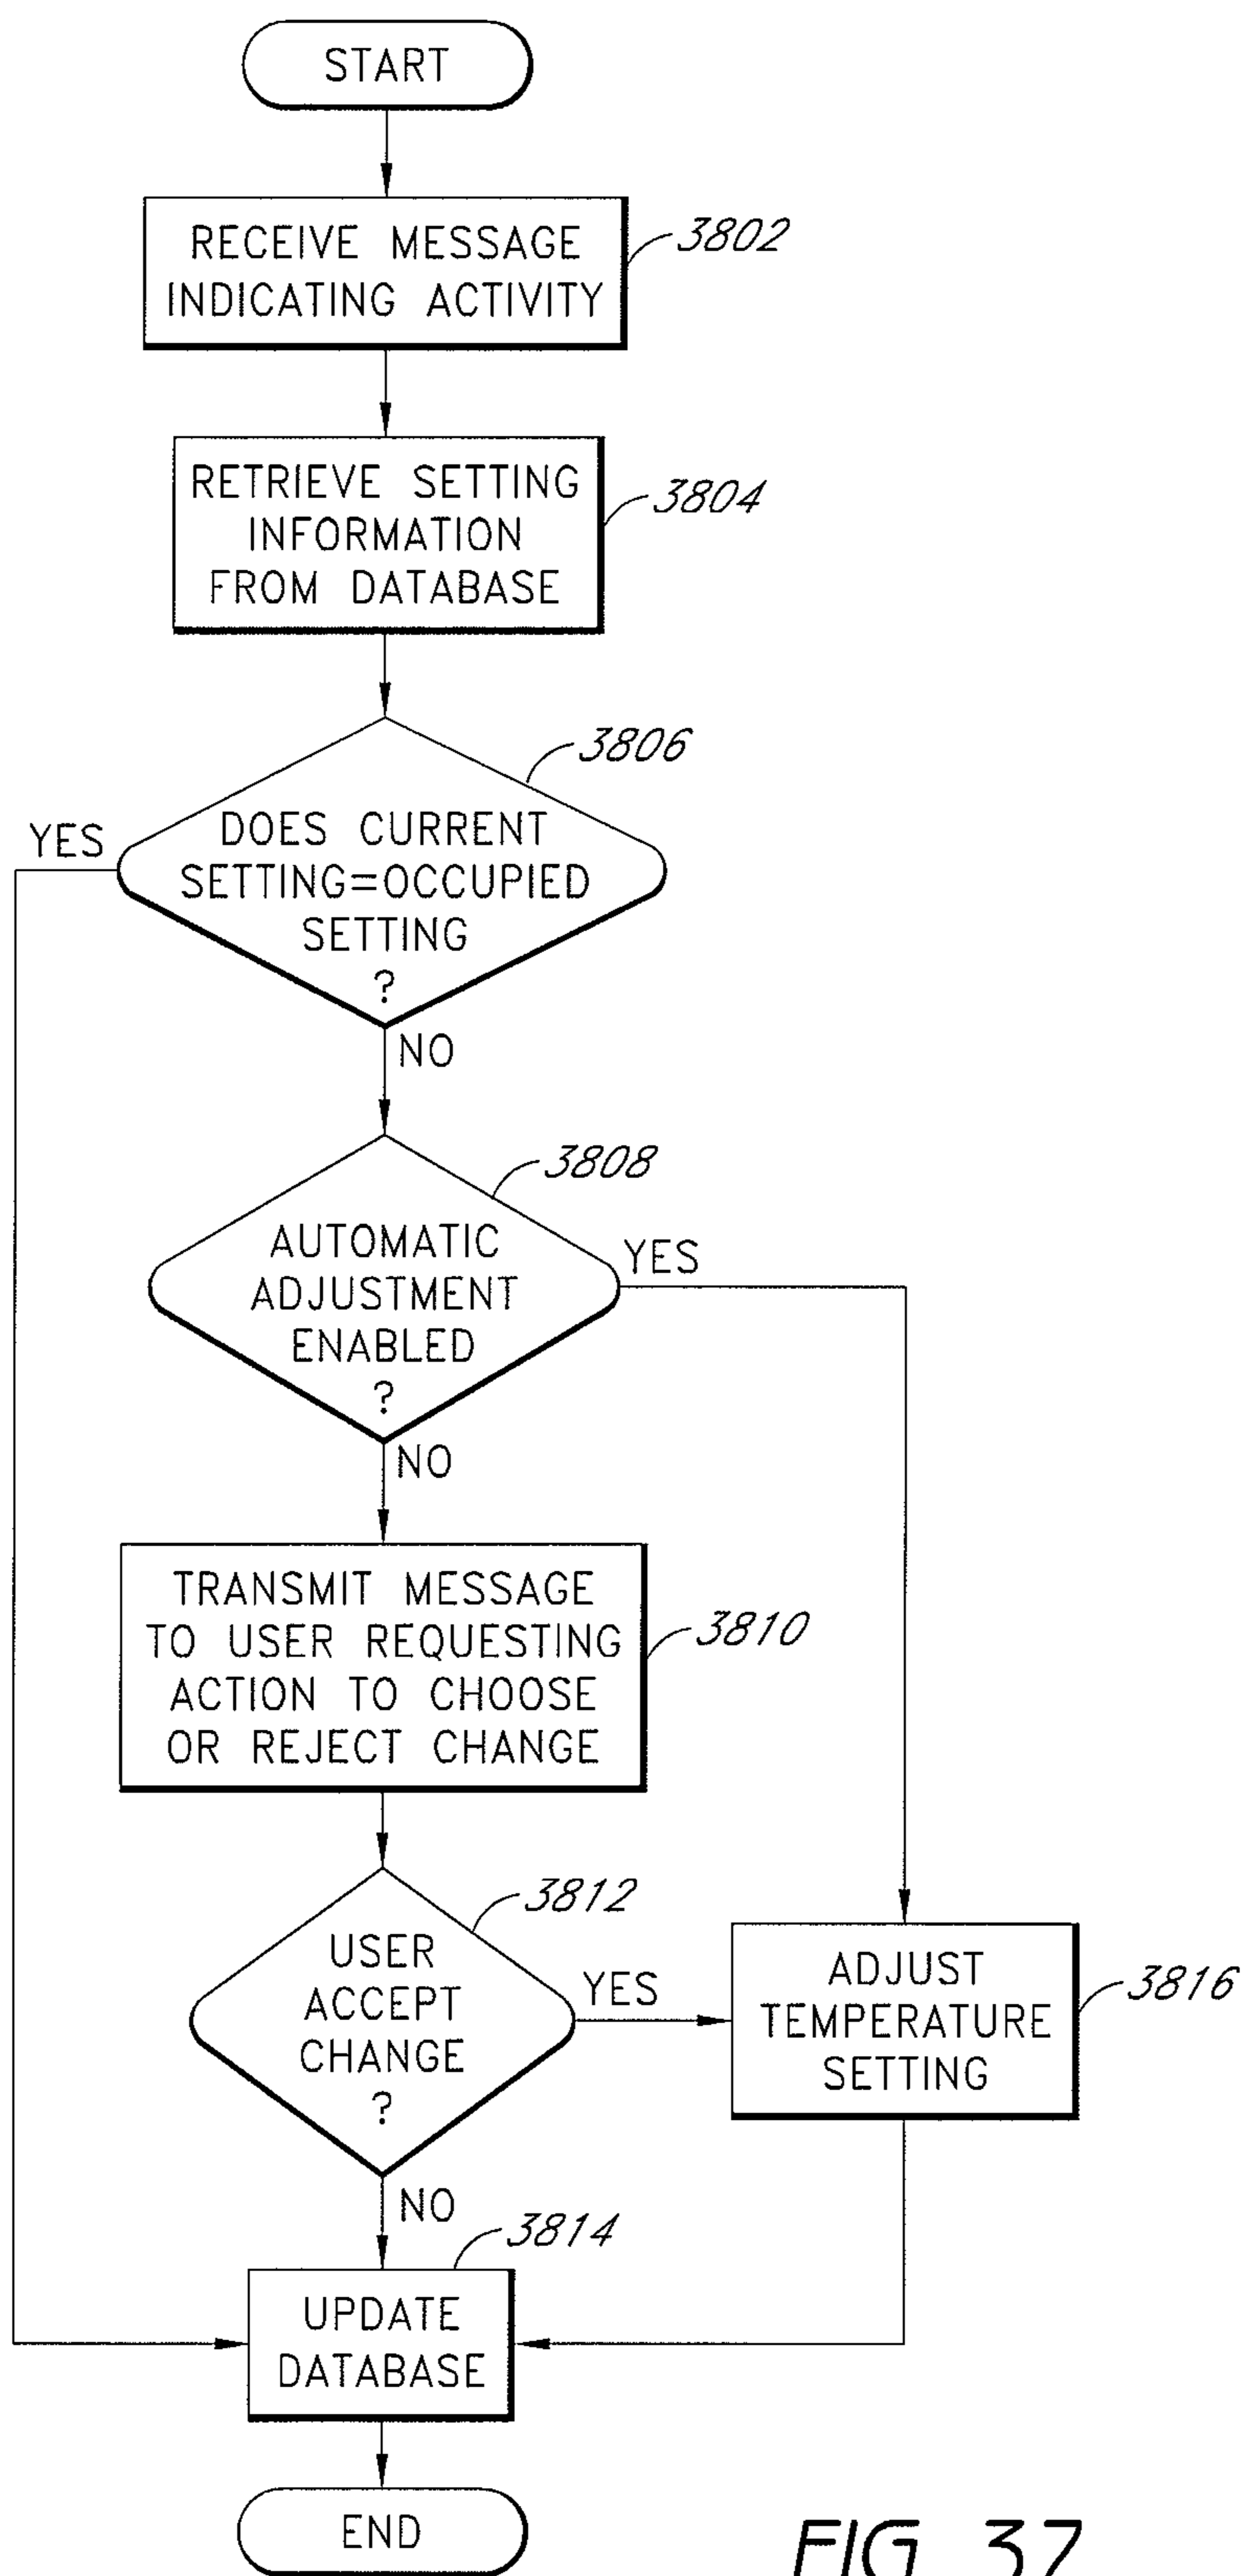 START
RECEIVE MESSAGE
INDICATING ACTIVITY
3802
RETRIEVE SETTING
INFORMATION
FROM DATABASE
3804
3806
YES
DOES CURRENT
SETTING=OCCUPIED
SETTING
?
NO
3808
AUTOMATIC
ADJUSTMENT
ENABLED
?
YES
NO
TRANSMIT MESSAGE
TO USER REQUESTING
ACTION TO CHOOSE
OR REJECT CHANGE
3810
3812
USER
ACCEPT
CHANGE
?
YES
ADJUST
TEMPERATURE
SETTING
3816
NO
3814
UPDATE
DATABASE
END
FIG. 37